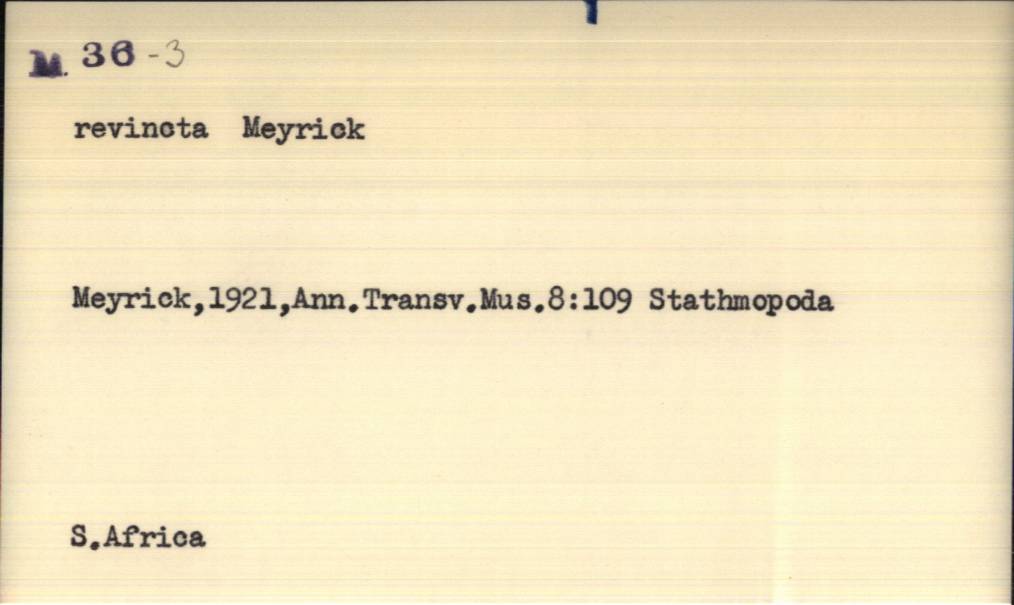 M. 36-3
revincta Meyrick
Meyrick,1921,Ann.Transv.Mus.8:109 Stathmopoda
S.Africa